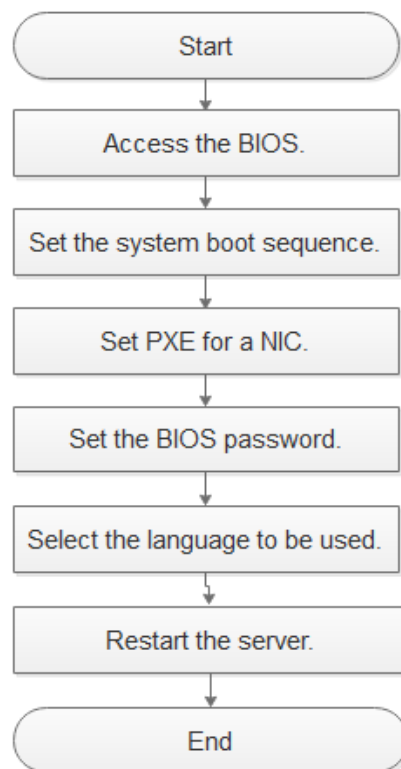 Start
Access the BIOS.
Set the system boot sequence.
Set PXE for a NIC.
Set the BIOS password.
Select the language to be used.
Restart the server.
End